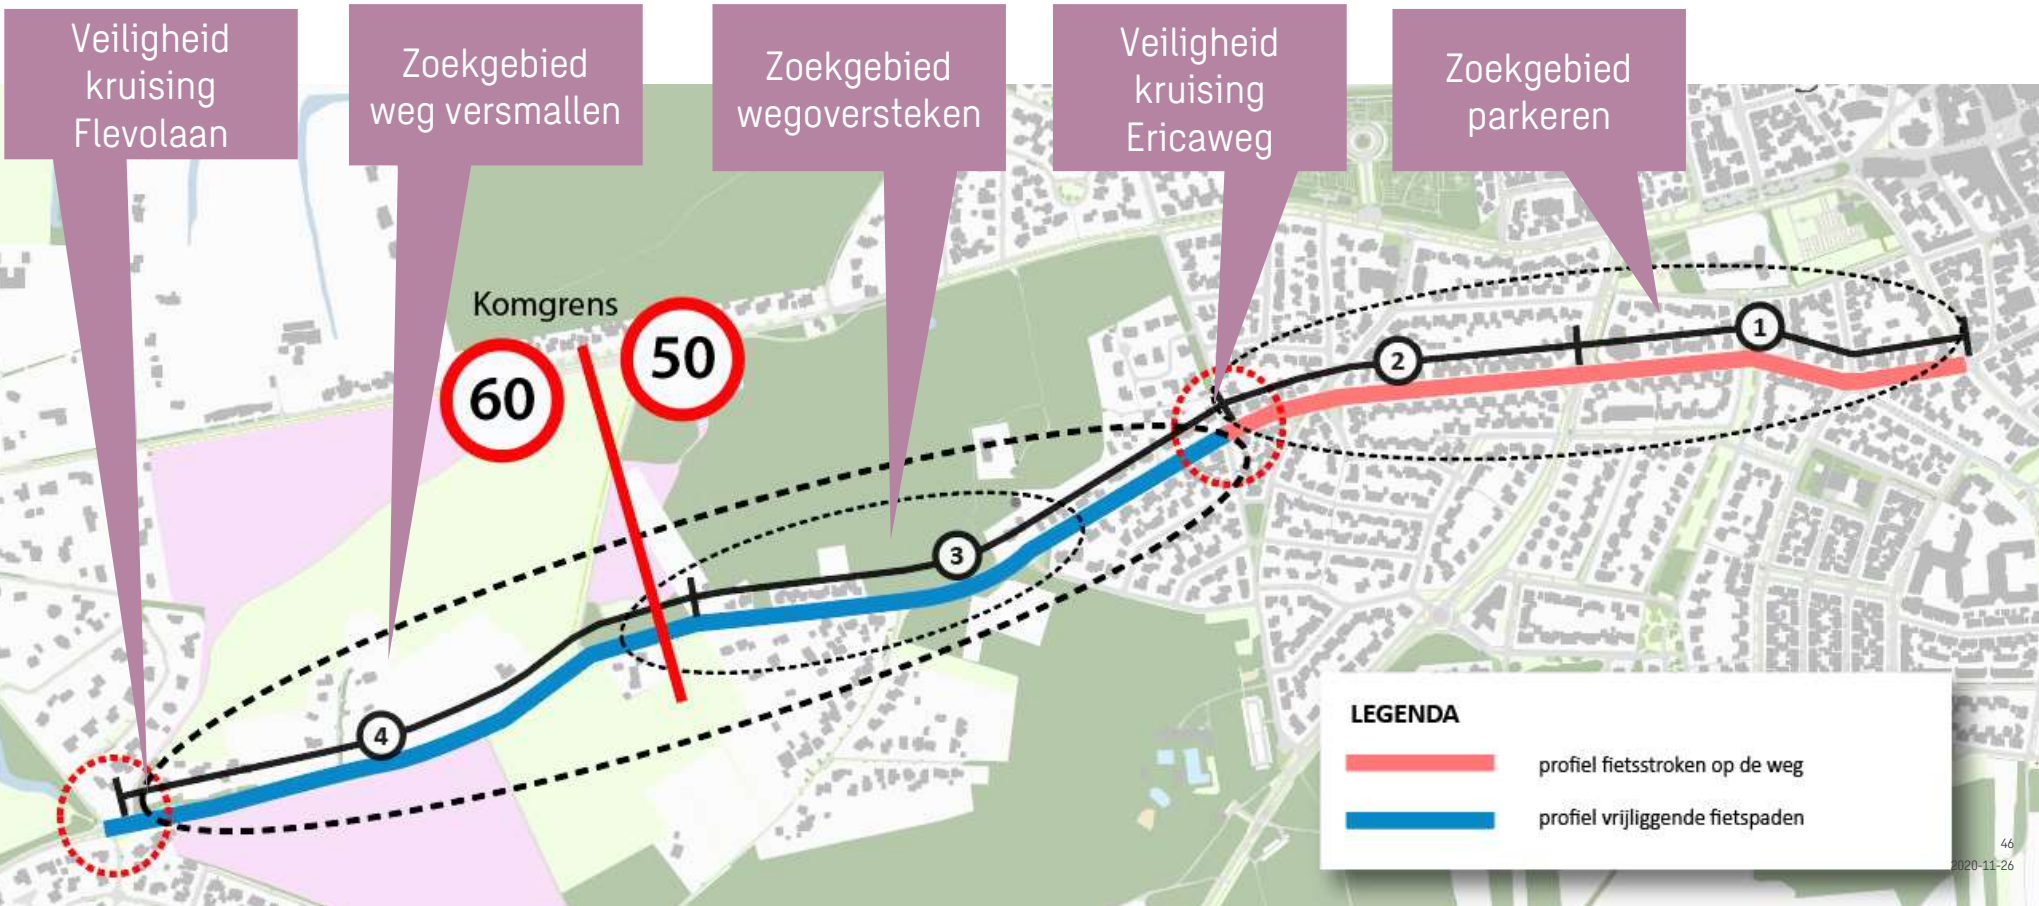 Veiligheid
kruising
Flevolaan
Zoekgebied
weg versmallen
Zoekgebied
wegoversteken
Veiligheid
kruising
Ericaweg
Zoekgebied
parkeren
Komgrens
60
50
1
2
3
4
LEGENDA
profiel fietsstroken op de weg
profiel vrijliggende fietspaden
46
2020-11-26